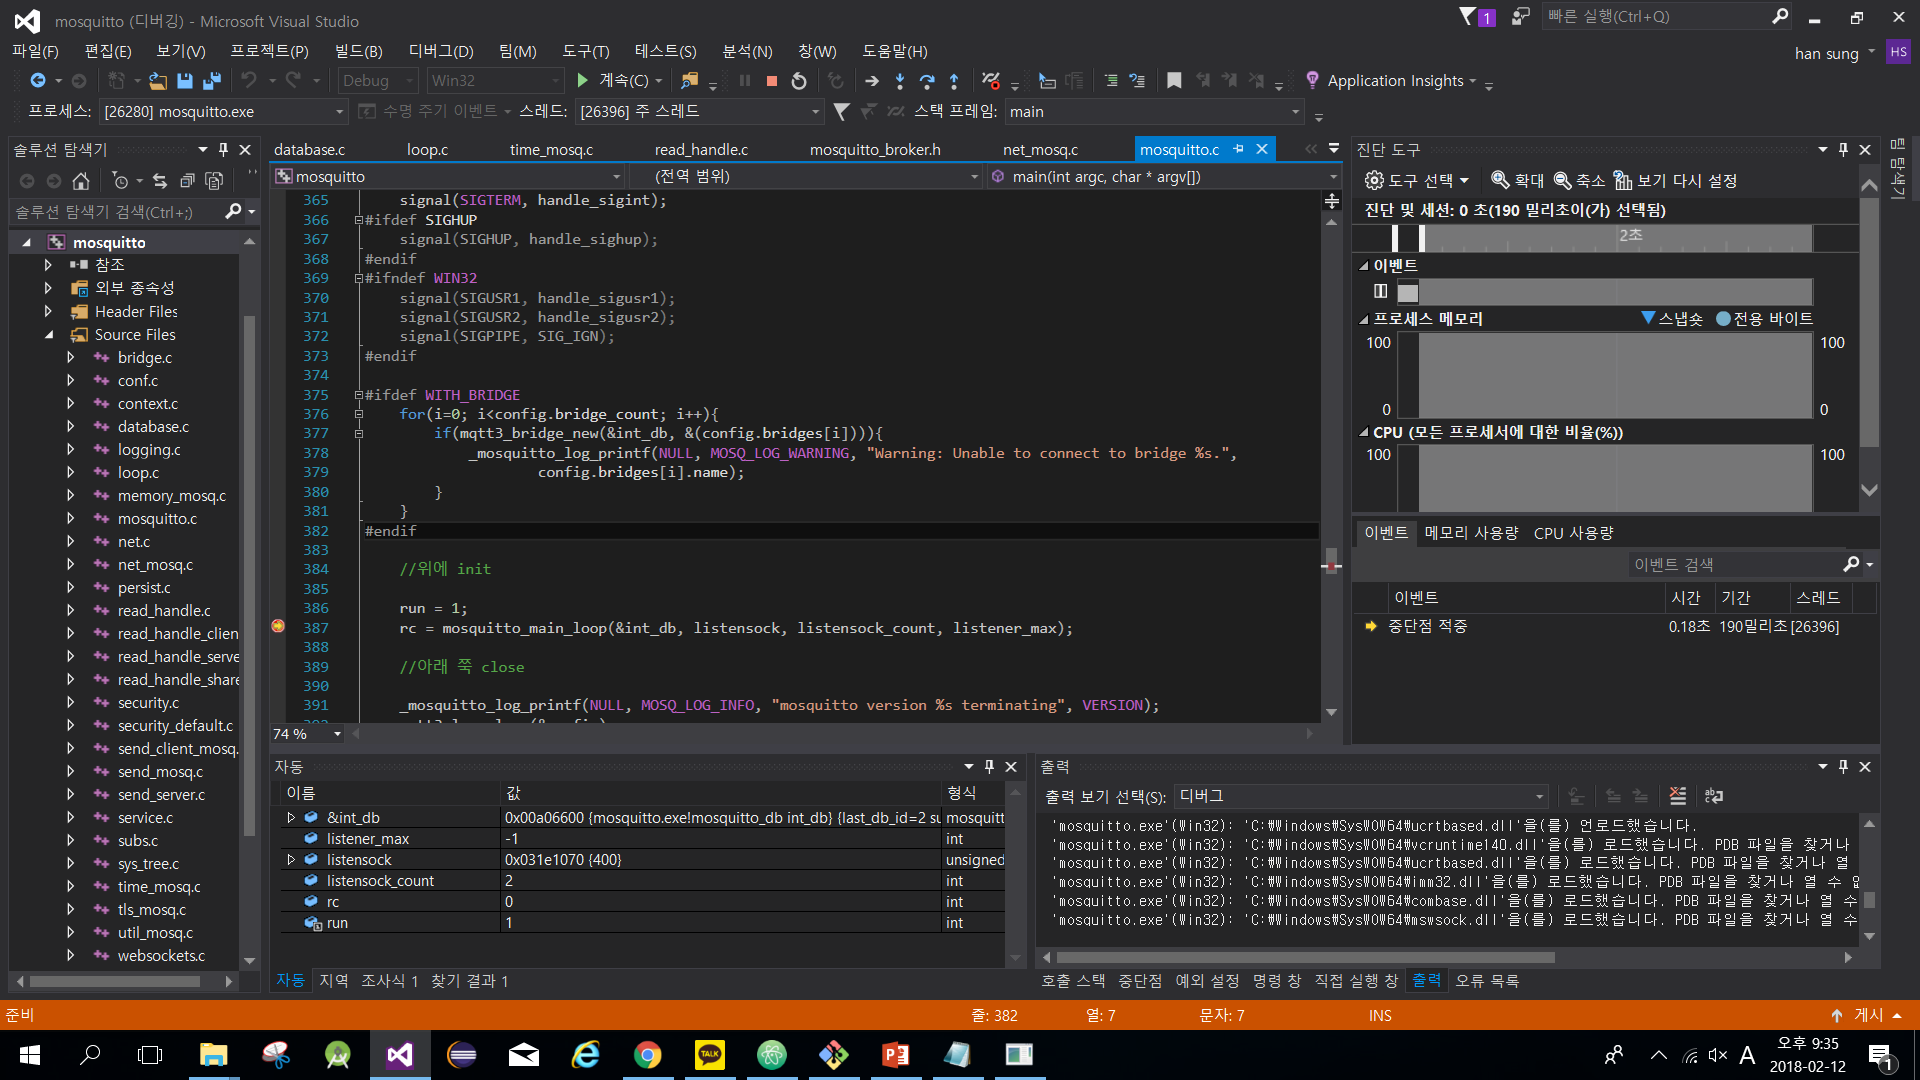 mosquitto (디버깅) - Microsoft Visual Studio
1
빠른 실행(Ctrl+Q)
파일(F) 편집(E) 보기(V) 프로젝트(P) 빌드(B) 디버그(D) 팀(M) 도구(T) 테스트(S) 분석(N) 창(W) 도움말(H)
han sung HS
Debug Win32 계속(C) Application Insights
프로세스: [26280] mosquitto.exe 수명 주기 이벤트 스레드: [26396] 주 스레드 스택 프레임: main
솔루션 탐색기
솔루션 탐색기 검색(Ctrl+;)
mosquitto
참조
외부 종속성
Header Files
Source Files
bridge.c
conf.c
context.c
database.c
logging.c
loop.c
memory_mosq.c
mosquitto.c
net.c
net_mosq.c
persist.c
read_handle.c
read_handle_clien
read_handle_serve
read_handle_share
security.c
security_default.c
send_client_mosq.
send_mosq.c
send_server.c
service.c
subs.c
sys_tree.c
time_mosq.c
tls_mosq.c
util_mosq.c
websockets.c
database.c loop.c time_mosq.c read_handle.c mosquitto_broker.h net_mosq.c mosquitto.c
mosquitto (전역 범위) main(int argc, char * argv[])
365 signal(SIGTERM, handle_sigint);
366 #ifdef SIGHUP
367 signal(SIGHUP, handle_sighup);
368 #endif
369 #ifndef WIN32
370 signal(SIGUSR1, handle_sigusr1);
371 signal(SIGUSR2, handle_sigusr2);
372 signal(SIGPIPE, SIG_IGN);
373 #endif
374
375 #ifdef WITH_BRIDGE
376 for(i=0; i<config.bridge_count; i++){
377 if(mqtt3_bridge_new(&int_db, &(config.bridges[i]))){
378 _mosquitto_log_printf(NULL, MOSQ_LOG_WARNING, "Warning: Unable to connect to bridge %s.",
379 config.bridges[i].name);
380 }
381 }
382 #endif
383
384 //위에 init
385
386 run = 1;
387 rc = mosquitto_main_loop(&int_db, listensock, listensock_count, listener_max);
388
389 //아래 쭉 close
390
391 _mosquitto_log_printf(NULL, MOSQ_LOG_INFO, "mosquitto version %s terminating", VERSION);
74 %
진단 도구
도구 선택 확대 축소 보기 다시 설정
진단 및 세션: 0 초(190 밀리초이(가) 선택됨)
2초
이벤트
프로세스 메모리 스냅숏 전용 바이트
100 100
0 0
CPU (모든 프로세서에 대한 비율(%))
100 100
이벤트 메모리 사용량 CPU 사용량
이벤트 검색
이벤트 시간 기간 스레드
중단점 적중 0.18초 190밀리초 [26396]
팀 탐색기
자동
이름 값 형식
&int_db 0x00a06600 {mosquitto.exe!mosquitto_db int_db} {last_db_id=2 su mosquitt
listener_max -1 int
listensock 0x031e1070 {400} unsigned
listensock_count 2 int
rc 0 int
run 1 int
자동 지역 조사식 1 찾기 결과 1
출력
출력 보기 선택(S): 디버그
'mosquitto.exe'(Win32): 'C:₩Windows₩SysWOW64₩ucrtbased.dll'을(를) 언로드했습니다.
'mosquitto.exe'(Win32): 'C:₩Windows₩SysWOW64₩vcruntime140.dll'을(를) 로드했습니다. PDB 파일을 찾거나
'mosquitto.exe'(Win32): 'C:₩Windows₩SysWOW64₩ucrtbased.dll'을(를) 로드했습니다. PDB 파일을 찾거나 열
'mosquitto.exe'(Win32): 'C:₩Windows₩SysWOW64₩imm32.dll'을(를) 로드했습니다. PDB 파일을 찾거나 열 수 없
'mosquitto.exe'(Win32): 'C:₩Windows₩SysWOW64₩combase.dll'을(를) 로드했습니다. PDB 파일을 찾거나 열 수
'mosquitto.exe'(Win32): 'C:₩Windows₩SysWOW64₩mswsock.dll'을(를) 로드했습니다. PDB 파일을 찾거나 열 수
호출 스택 중단점 예외 설정 명령 창 직접 실행 창 출력 오류 목록
준비 줄: 382 열: 7 문자: 7 INS 게시
TALK
A 오후 9:35
2018-02-12
1